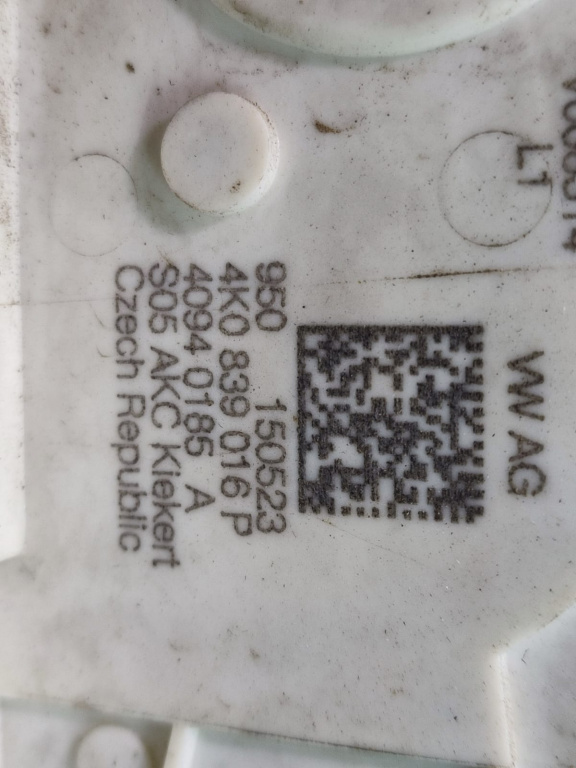 L1
VW AG
950 150523
4K0 839 016 P
4094 0185 A
S05 AKC Kiekert
Czech Republic